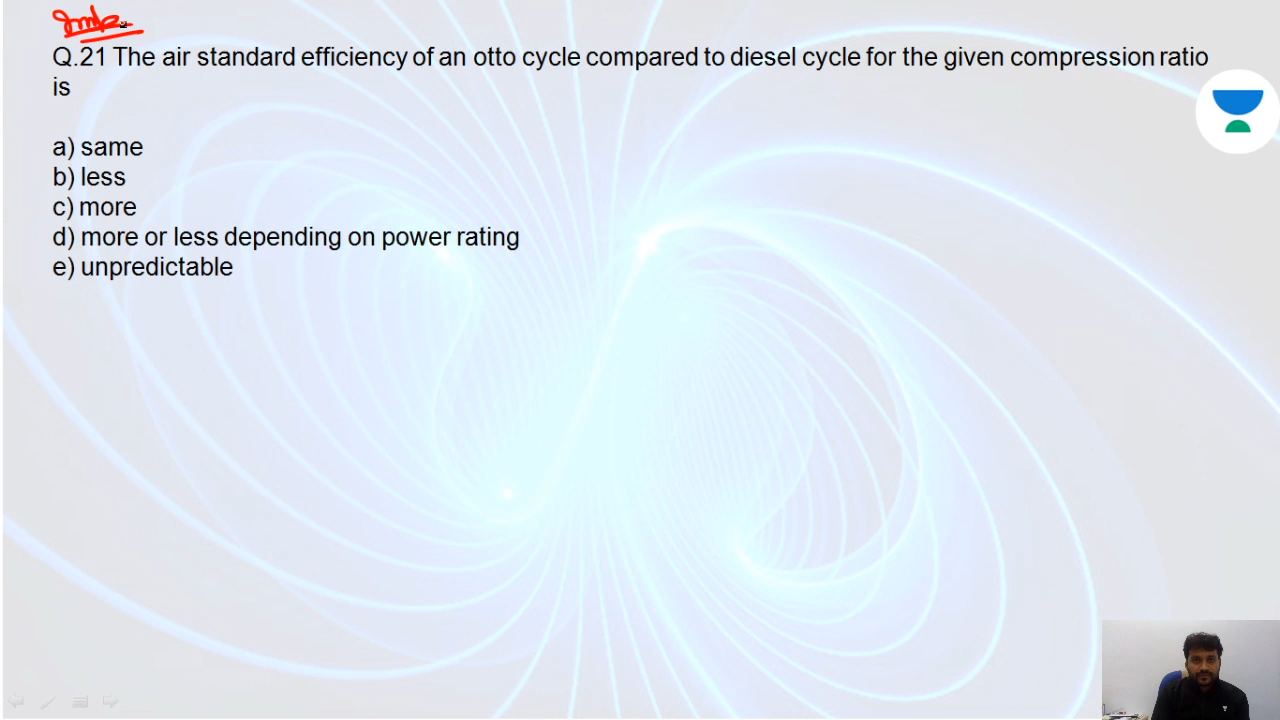 Imp.
Q.21 The air standard efficiency of an otto cycle compared to diesel cycle for the given compression ratio
is
a) same
b) less
c) more
d) more or less depending on power rating
e) unpredictable